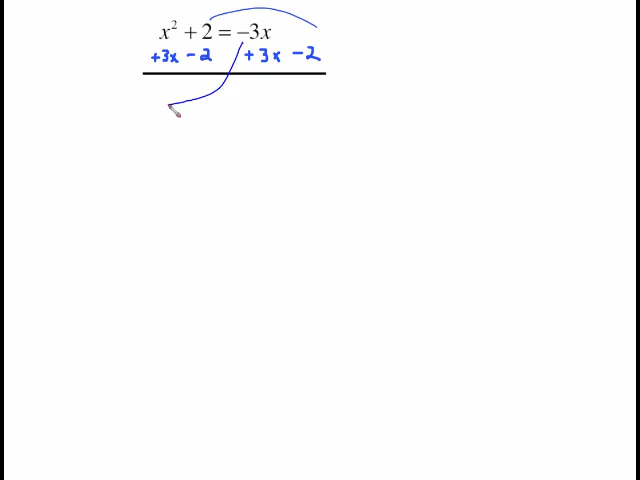 x² + 2 = −3x
+3x − 2 + 3x − 2